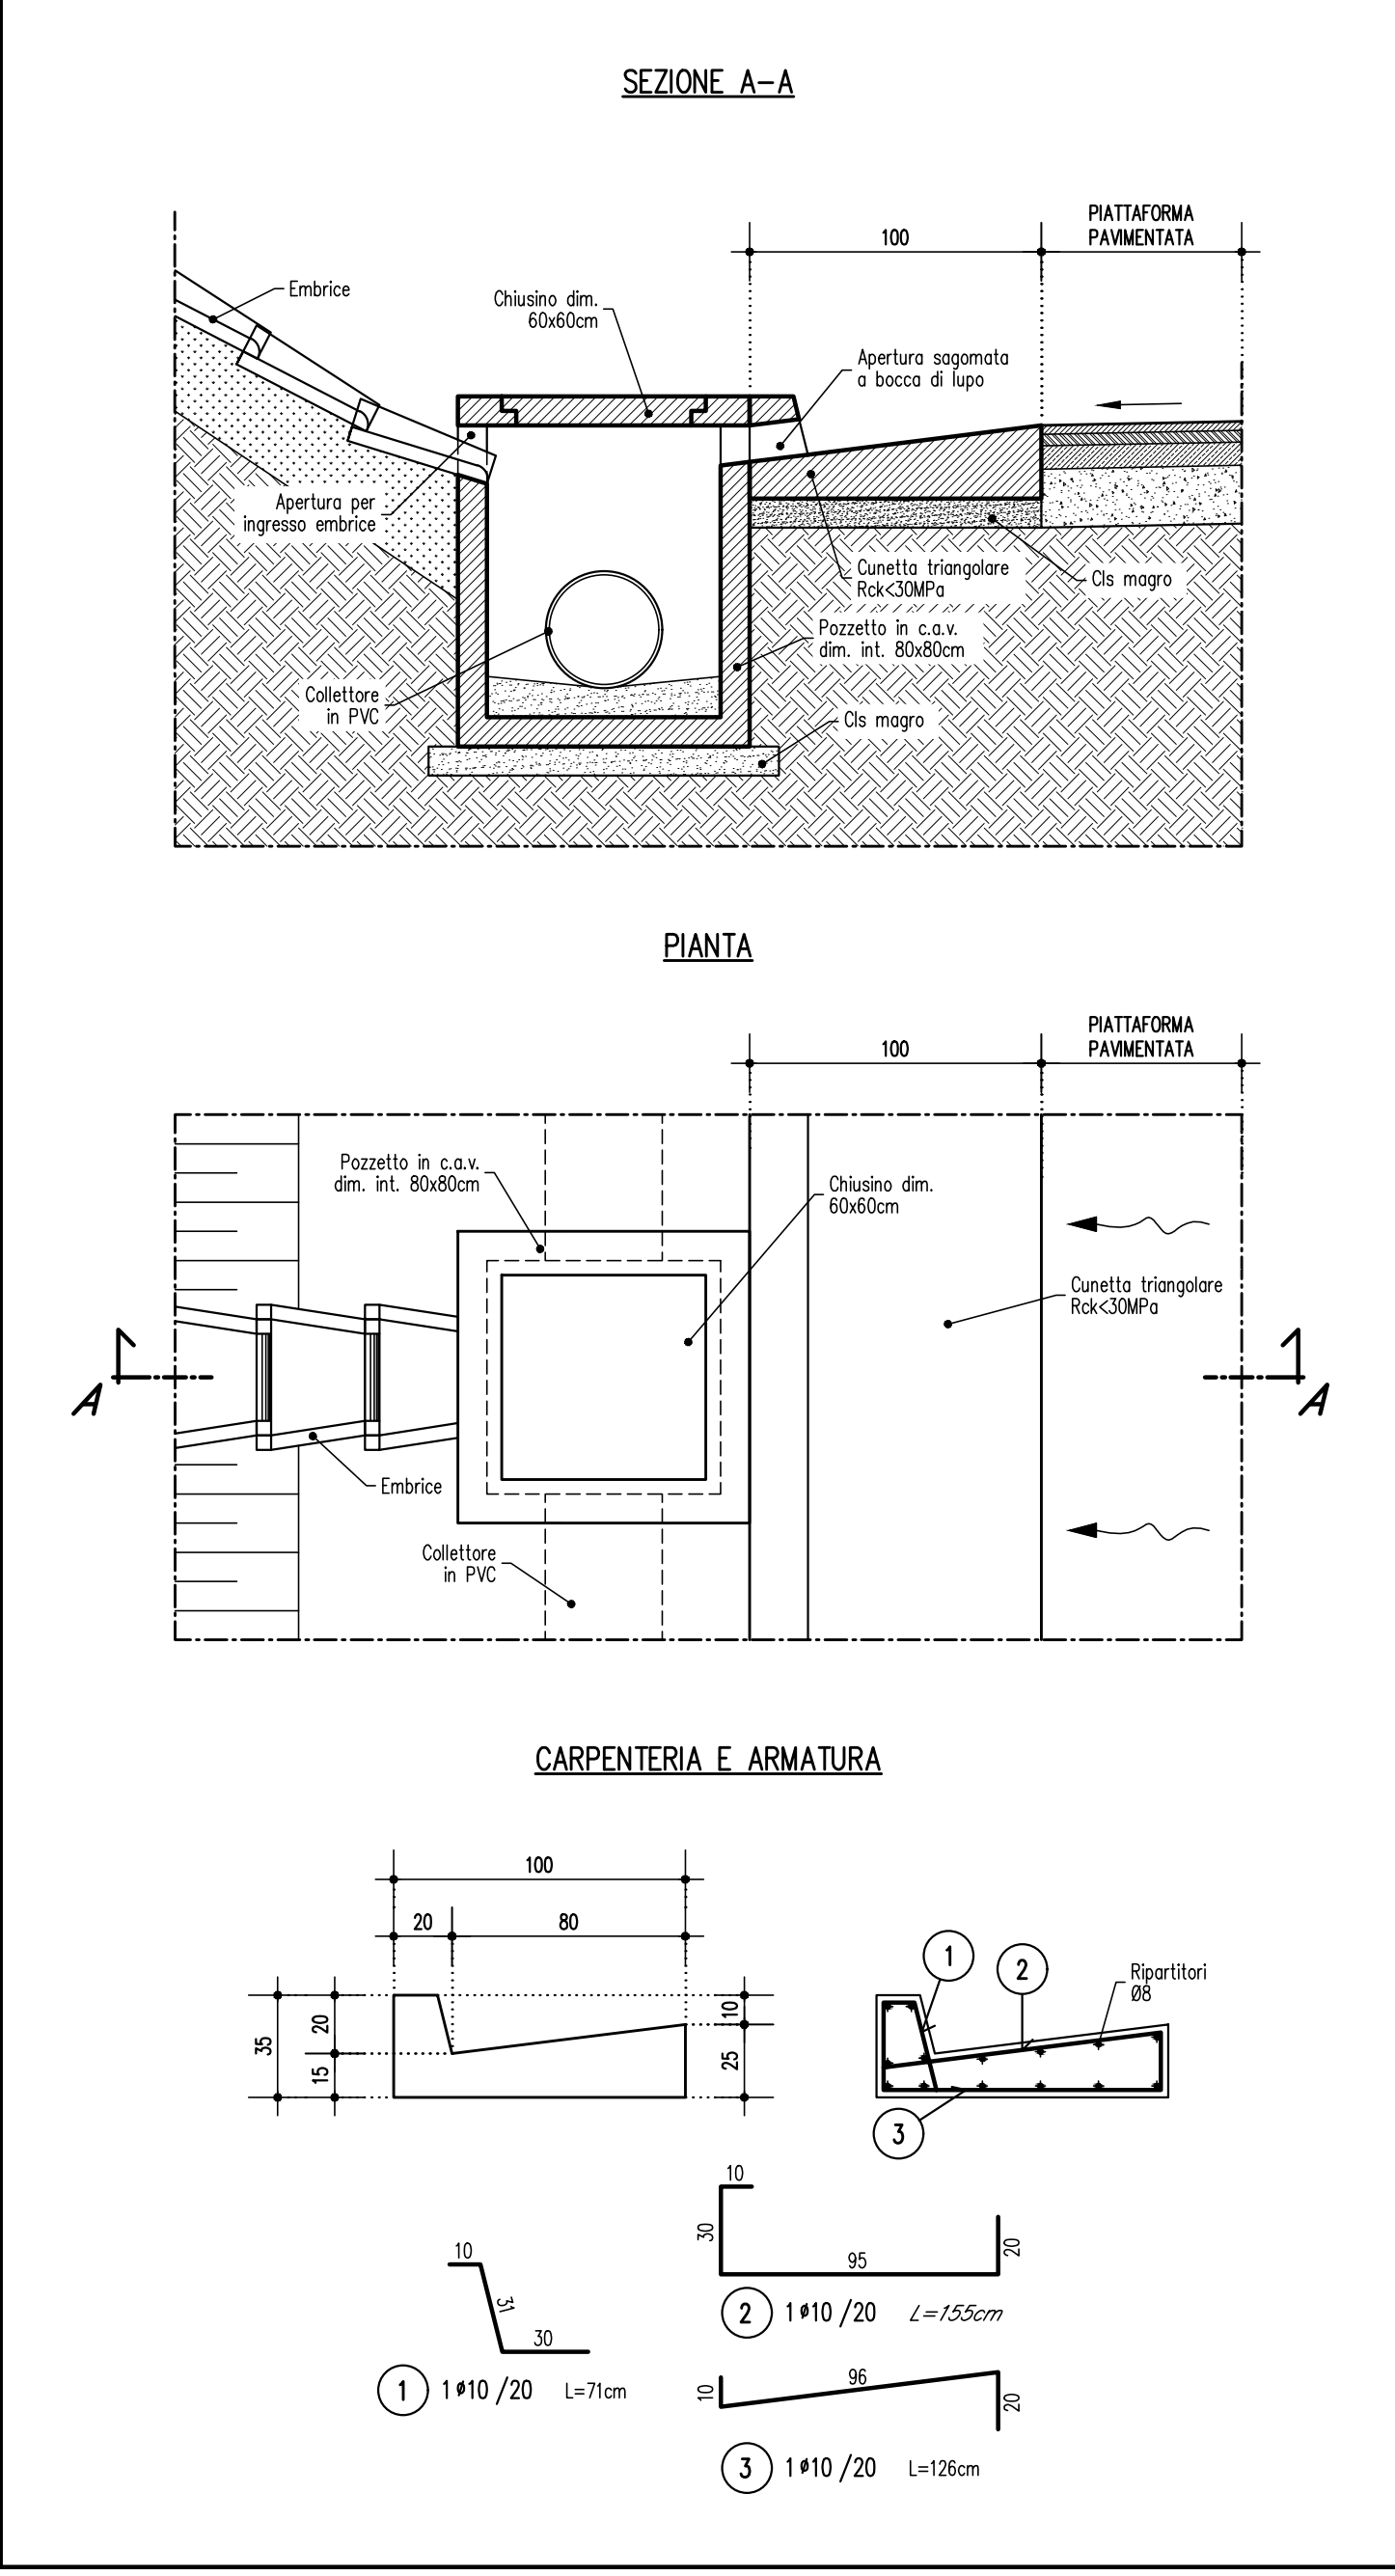 SEZIONE A-A
PIATTAFORMA
PAVIMENTATA
100
Embrice
Chiusino dim.
60x60cm
Apertura sagomata
a bocca di lupo
Apertura per
ingresso embrice
Cunetta triangolare
Rck<30MPa
Cls magro
Pozzetto in c.a.v.
dim. int. 80x80cm
Collettore
in PVC
Cls magro
PIANTA
PIATTAFORMA
PAVIMENTATA
100
Pozzetto in c.a.v.
dim. int. 80x80cm
Chiusino dim.
60x60cm
Cunetta triangolare
Rck<30MPa
A
A
Embrice
Collettore
in PVC
CARPENTERIA E ARMATURA
100
20
80
35
20
15
10
25
1
2
Ripartitori
Ø8
3
10
30
95
20
2 1ø10 /20 L=155cm
10
31
30
1 1ø10 /20 L=71cm
10
96
20
3 1ø10 /20 L=126cm